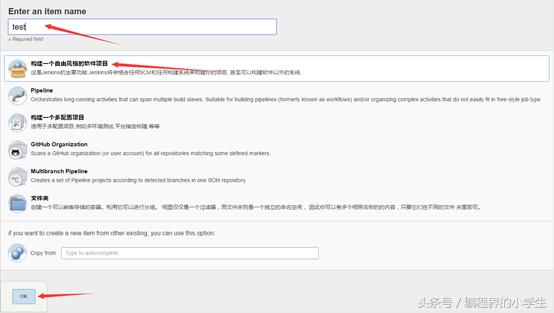 Enter an item name
test
» Required field
构建一个自由风格的软件项目
这是Jenkins的主要功能.Jenkins将会结合任何SCM和任何构建系统来构建你的项目, 甚至可以构建软件以外的系统.
Pipeline
Orchestrates long-running activities that can span multiple build slaves. Suitable for building pipelines (formerly known as workflows) and/or organizing complex activities that do not easily fit in free-style job type.
构建一个多配置项目
适用于多配置项目,例如多环境测试,平台指定构建,等等
GitHub Organization
Scans a GitHub organization (or user account) for all repositories matching some defined markers.
Multibranch Pipeline
Creates a set of Pipeline projects according to detected branches in one SCM repository.
文件夹
创建一个可以嵌套存储的容器。利用它可以进行分组。 视图仅仅是一个过滤器，而文件夹则是一个独立的命名空间， 因此你可以有多个相同名称的的内容，只要它们在不同的文件 夹里即可。
if you want to create a new item from other existing, you can use this option:
Copy from
Type to autocomplete
OK
头条号 / 编程界的小学生